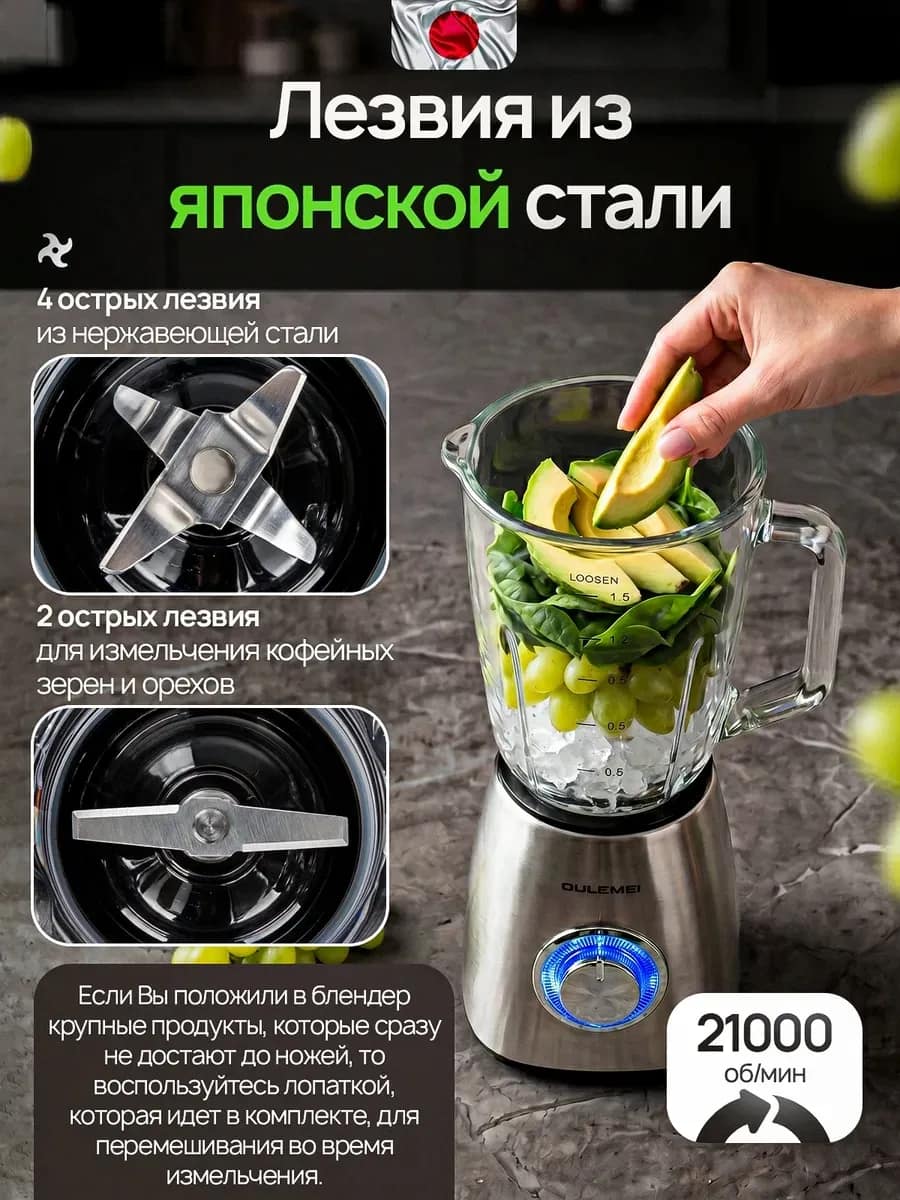 Лезвия из
японской стали
4 острых лезвия
из нержавеющей стали
2 острых лезвия
для измельчения кофейных
зерен и орехов
LOOSEN
1.5
1.2
0.5
0.5
0.5
OULEMEI
Если Вы положили в блендер
крупные продукты, которые сразу
не достают до ножей, то
воспользуйтесь лопаткой,
которая идет в комплекте, для
перемешивания во время
измельчения.
21000
об/мин